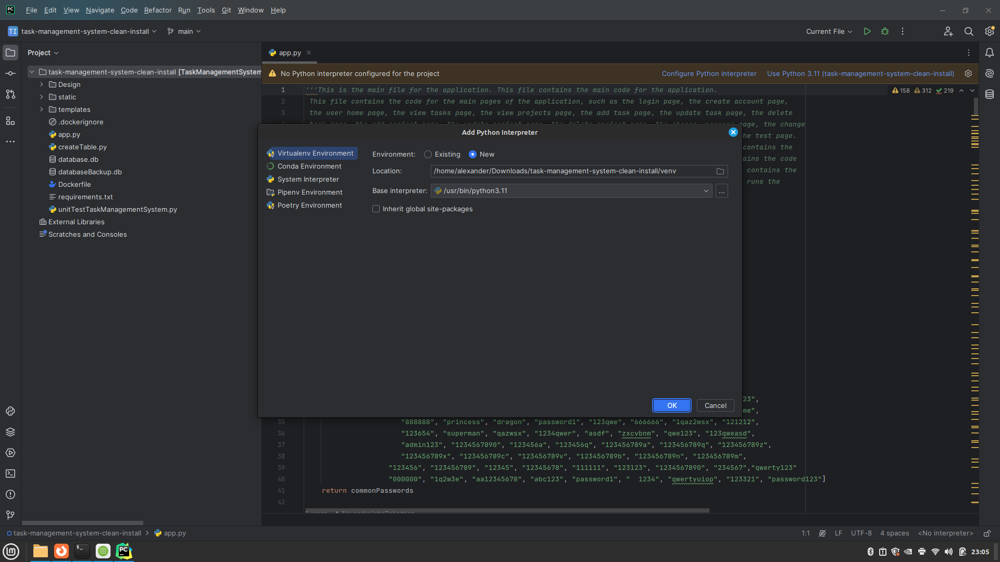 File Edit View Navigate Code Refactor Run Tools Git Window Help
TI task-management-system-clean-install main Current File
Project
app.py
task-management-system-clean-install [TaskManagementSystem
Design
static
templates
.dockerignore
app.py
createTable.py
database.db
databaseBackup.db
Dockerfile
requirements.txt
unitTestTaskManagementSystem.py
External Libraries
Scratches and Consoles
No Python interpreter configured for the project Configure Python interpreter Use Python 3.11 (task-management-system-clean-install)
158 312 219
1 '''This is the main file for the application. This file contains the main code for the application.
2 This file contains the code for the main pages of the application, such as the login page, the create account page,
3 the user home page, the view tasks page, the view projects page, the add task page, the update task page, the delete
page, the change
he test page.
contains the
ains the code
contains the
runs the
Add Python Interpreter
Virtualenv Environment
Conda Environment
System Interpreter
Pipenv Environment
Poetry Environment
Environment: Existing New
Location: /home/alexander/Downloads/task-management-system-clean-install/venv
Base interpreter: /usr/bin/python3.11 ...
Inherit global site-packages
OK Cancel
23",
me",
35 "888888", "princess", "dragon", "password1", "123qwe", "666666", "1qaz2wsx", "121212",
36 "123654", "superman", "qazwsx", "1234qwer", "asdf", "zxcvbnm", "qwe123", "123qweasd",
37 "admin123", "1234567890", "123456a", "123456q", "123456789a", "123456789q", "123456789z",
38 "123456789x", "123456789c", "123456789v", "123456789b", "123456789n", "123456789m",
39 "123456", "123456789", "12345", "12345678", "111111", "123123", "1234567890", "234567","qwerty123"
40 "000000", "1q2w3e", "aa12345678", "abc123", "password1", "  1234", "qwertyuiop", "123321", "password123"]
41 return commonPasswords
42
task-management-system-clean-install app.py 1:1 LF UTF-8 4 spaces <No interpreter>
23:05